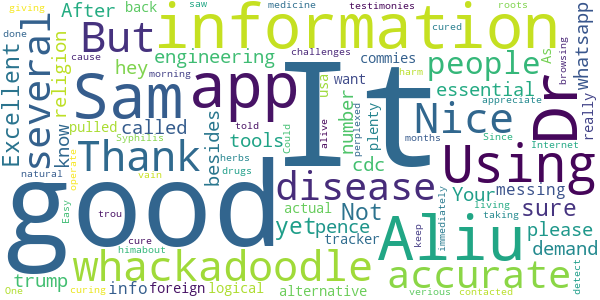 back saw medicine testimonies
After giving done roots
information
But
hey engineering cause cured challenges
several religion
Excellent
Sam app people
As want commies harm
Whatsapp browsing
Dr
know pulled called besides usa number essential really
Nice
morning told Could alive perplexed plenty appreciate
Thank tools
Syphills cdc months Since Internet
good It Using
herbs drugs
natural operate vain
disease Your messing
Not sure
yet pence please
actual tracker
Aliu
immediately living taking
trou
whackadoodle accurate demand
Easy cure keep
himabout
trump info foreign logical alternative
One curing verious contacted detect